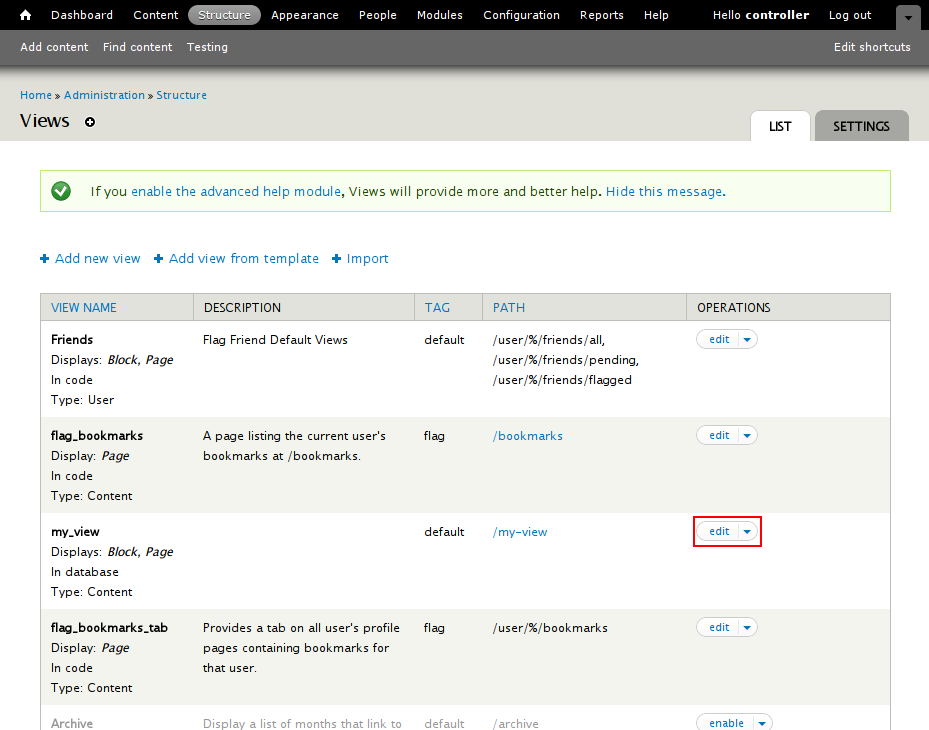 Dashboard Content Structure Appearance People Modules Configuration Reports Help Hello controller Log out
Add content Find content Testing Edit shortcuts
Home » Administration » Structure
Views
LIST SETTINGS
If you enable the advanced help module, Views will provide more and better help. Hide this message.
Add new view Add view from template Import
VIEW NAME DESCRIPTION TAG PATH OPERATIONS
Friends Flag Friend Default Views default /user/%/friends/all, edit
Displays: Block, Page /user/%/friends/pending,
In code /user/%/friends/flagged
Type: User
flag_bookmarks A page listing the current user's flag /bookmarks edit
Display: Page bookmarks at /bookmarks.
In code
Type: Content
my_view default /my-view edit
Displays: Block, Page
In database
Type: Content
flag_bookmarks_tab Provides a tab on all user's profile flag /user/%/bookmarks edit
Display: Page pages containing bookmarks for
In code that user.
Type: Content
Archive Display a list of months that link to default /archive enable